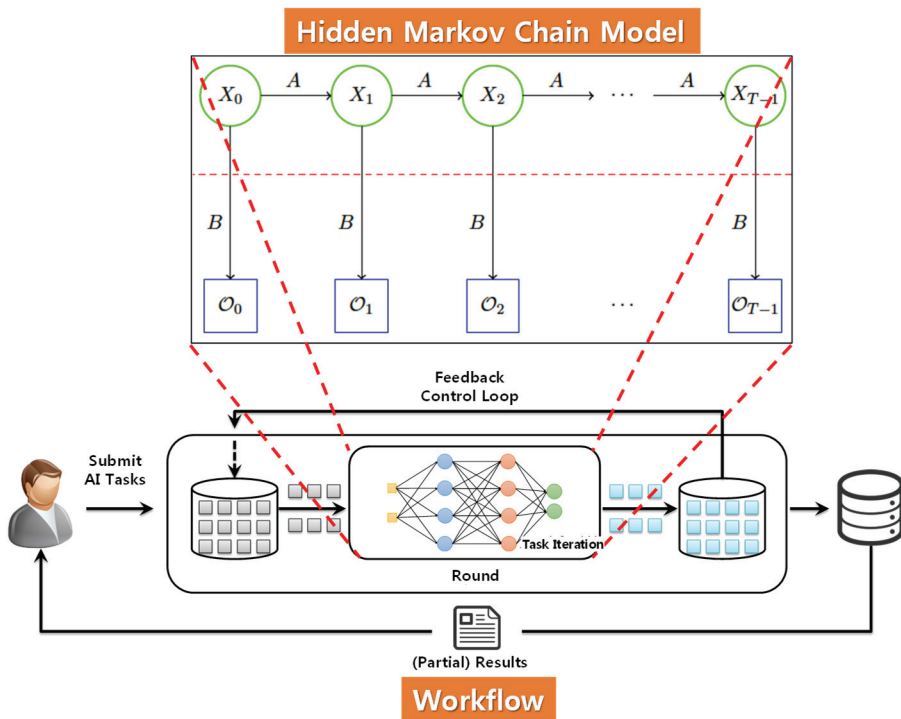 Hidden Markov Chain Model
X_0 A X_1 A X_2 A ... A X_{T-1}
B B B B
O_0 O_1 O_2 ... O_{T-1}
Feedback
Control Loop
Submit
AI Tasks
Task Iteration
Round
(Partial) Results
Workflow